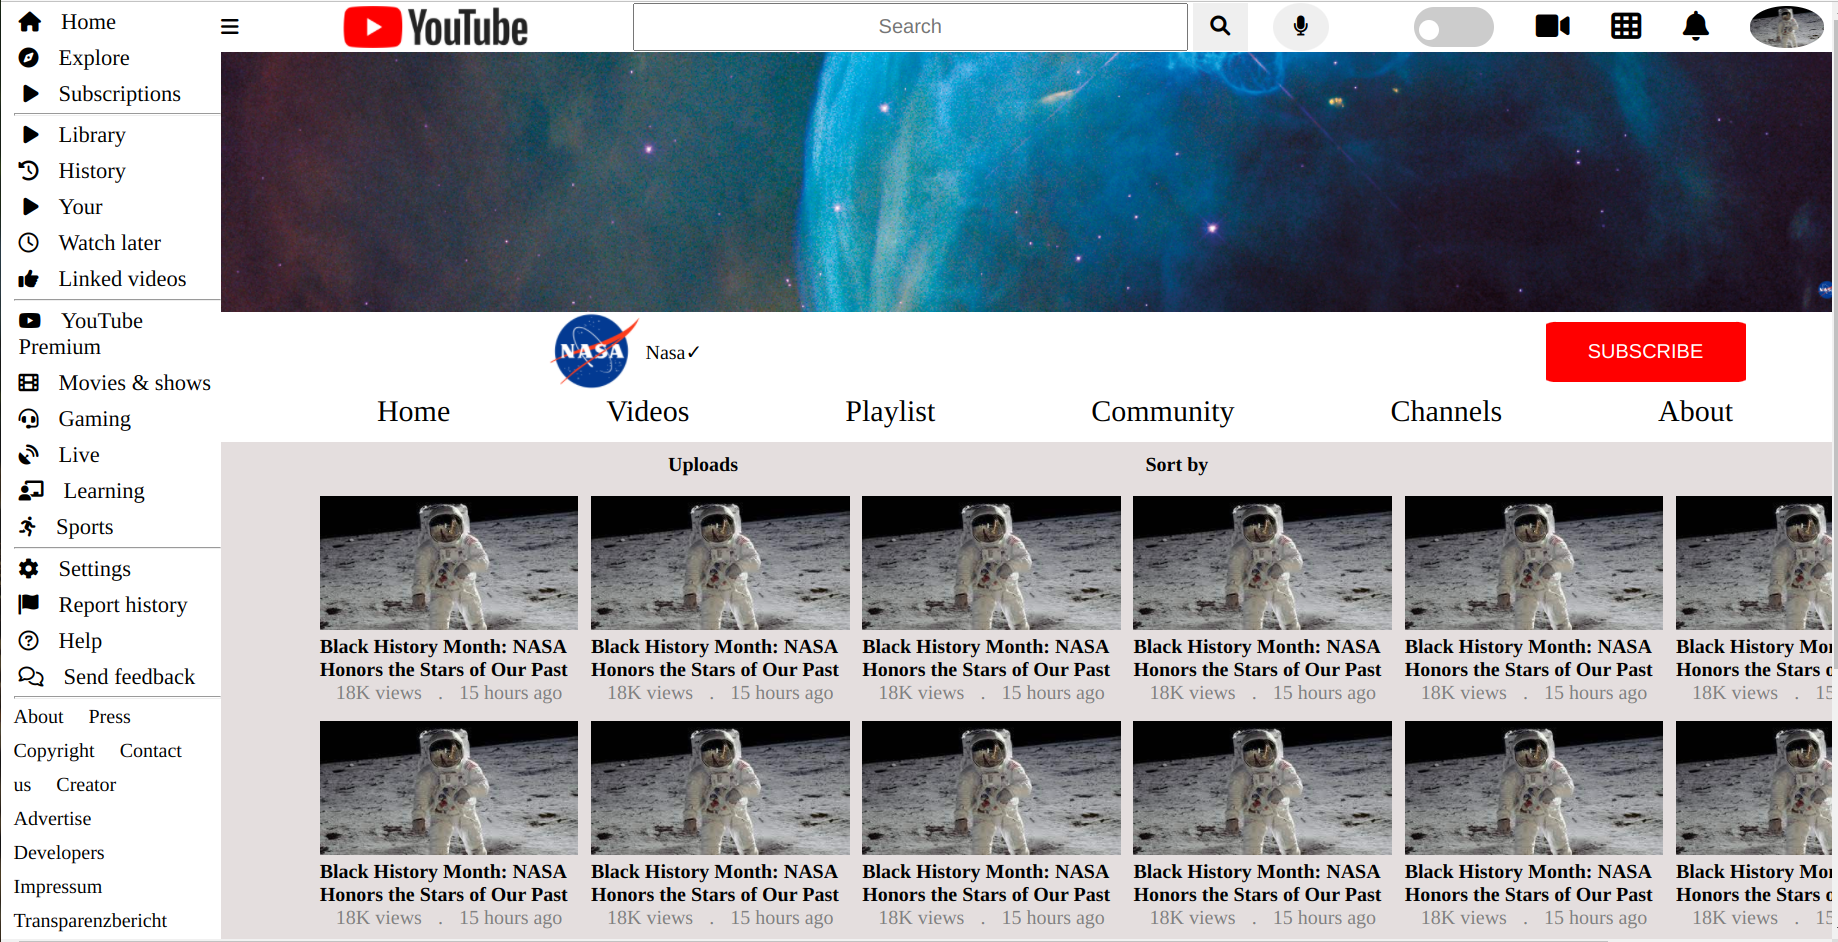 Home
Explore
Subscriptions
Library
History
Your
Watch later
Linked videos
YouTube
Premium
Movies & shows
Gaming
Live
Learning
Sports
Settings
Report history
Help
Send feedback
About Press
Copyright Contact
us Creator
Advertise
Developers
Impressum
Transparenzbericht
YouTube
Search
NASA
Nasa✓
SUBSCRIBE
Home Videos Playlist Community Channels About
Uploads Sort by
Black History Month: NASA
Honors the Stars of Our Past
18K views . 15 hours ago
Black History Month: NASA
Honors the Stars of Our Past
18K views . 15 hours ago
Black History Month: NASA
Honors the Stars of Our Past
18K views . 15 hours ago
Black History Month: NASA
Honors the Stars of Our Past
18K views . 15 hours ago
Black History Month: NASA
Honors the Stars of Our Past
18K views . 15 hours ago
Black History Mo
Honors the Stars o
18K views . 15
Black History Month: NASA
Honors the Stars of Our Past
18K views . 15 hours ago
Black History Month: NASA
Honors the Stars of Our Past
18K views . 15 hours ago
Black History Month: NASA
Honors the Stars of Our Past
18K views . 15 hours ago
Black History Month: NASA
Honors the Stars of Our Past
18K views . 15 hours ago
Black History Month: NASA
Honors the Stars of Our Past
18K views . 15 hours ago
Black History Mo
Honors the Stars o
18K views . 15